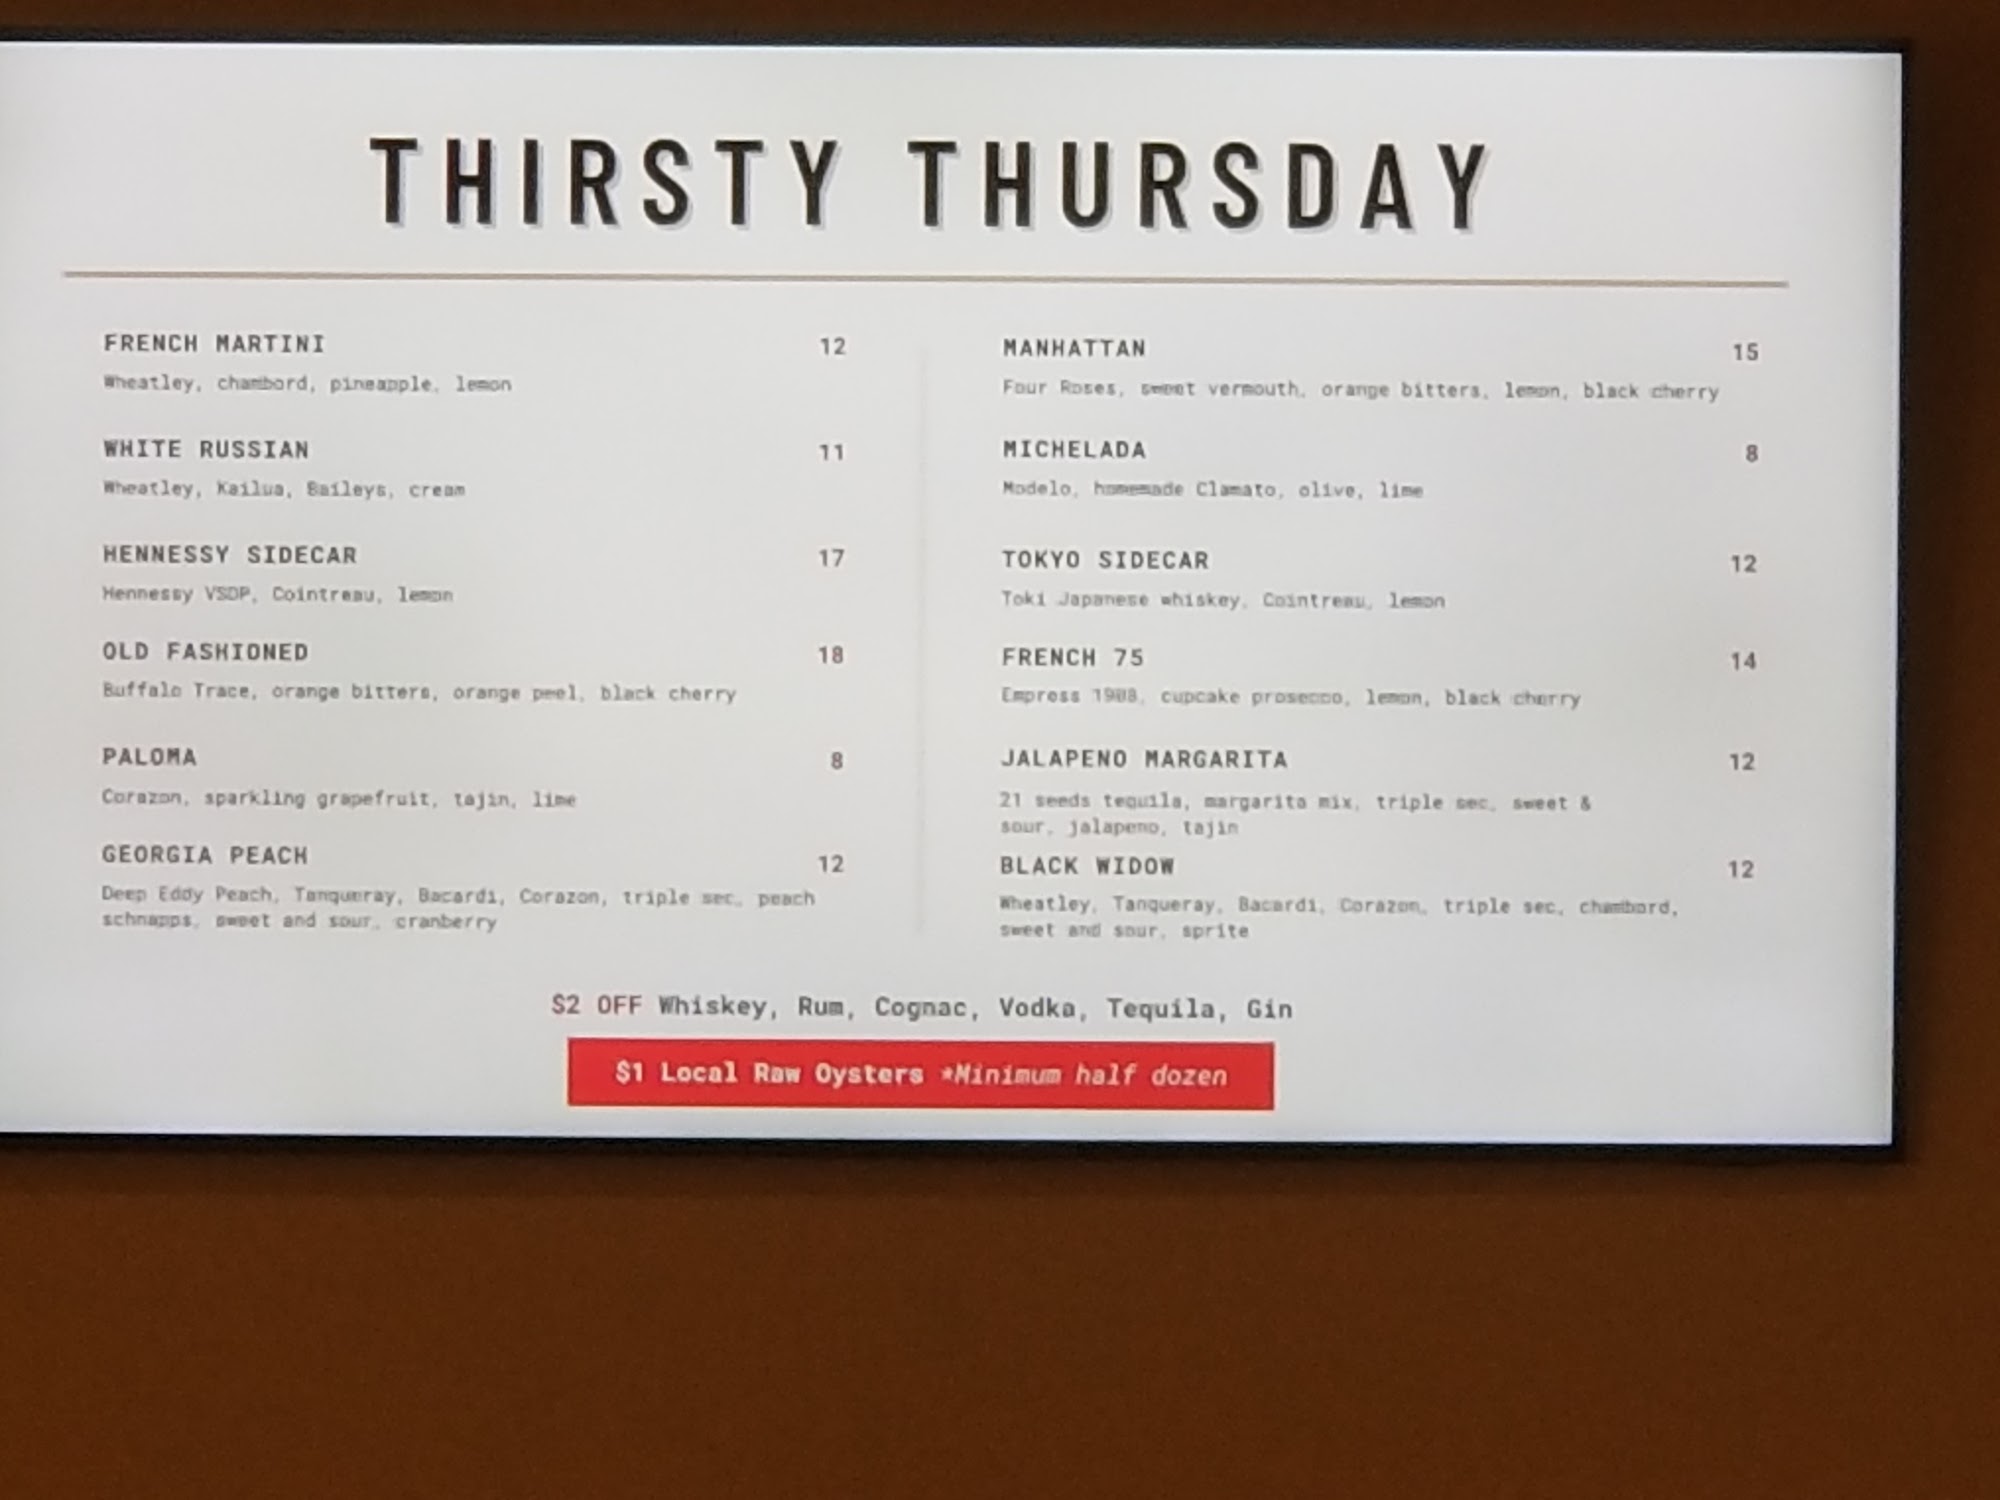 THIRSTY THURSDAY
FRENCH MARTINI 12
Wheatley, chambord, pineapple, lemon
WHITE RUSSIAN 11
Wheatley, Kailua, Baileys, cream
HENNESSY SIDECAR 17
Hennessy VSOP, Cointreau, lemon
OLD FASHIONED 18
Buffalo Trace, orange bitters, orange peel, black cherry
PALOMA 8
Corazon, sparkling grapefruit, tajin, lime
GEORGIA PEACH 12
Deep Eddy Peach, Tanqueray, Bacardi, Corazon, triple sec, peach
schnapps, sweet and sour, cranberry
MANHATTAN 15
Four Roses, sweet vermouth, orange bitters, lemon, black cherry
MICHELADA 8
Modelo, homemade Clamato, olive, lime
TOKYO SIDECAR 12
Toki Japanese whiskey, Cointreau, lemon
FRENCH 75 14
Empress 1908, cupcake prosecco, lemon, black cherry
JALAPENO MARGARITA 12
21 seeds tequila, margarita mix, triple sec, sweet &
sour, jalapeno, tajin
BLACK WIDOW 12
Wheatley, Tanqueray, Bacardi, Corazon, triple sec, chambord,
sweet and sour, sprite
$2 OFF Whiskey, Rum, Cognac, Vodka, Tequila, Gin
$1 Local Raw Oysters *Minimum half dozen